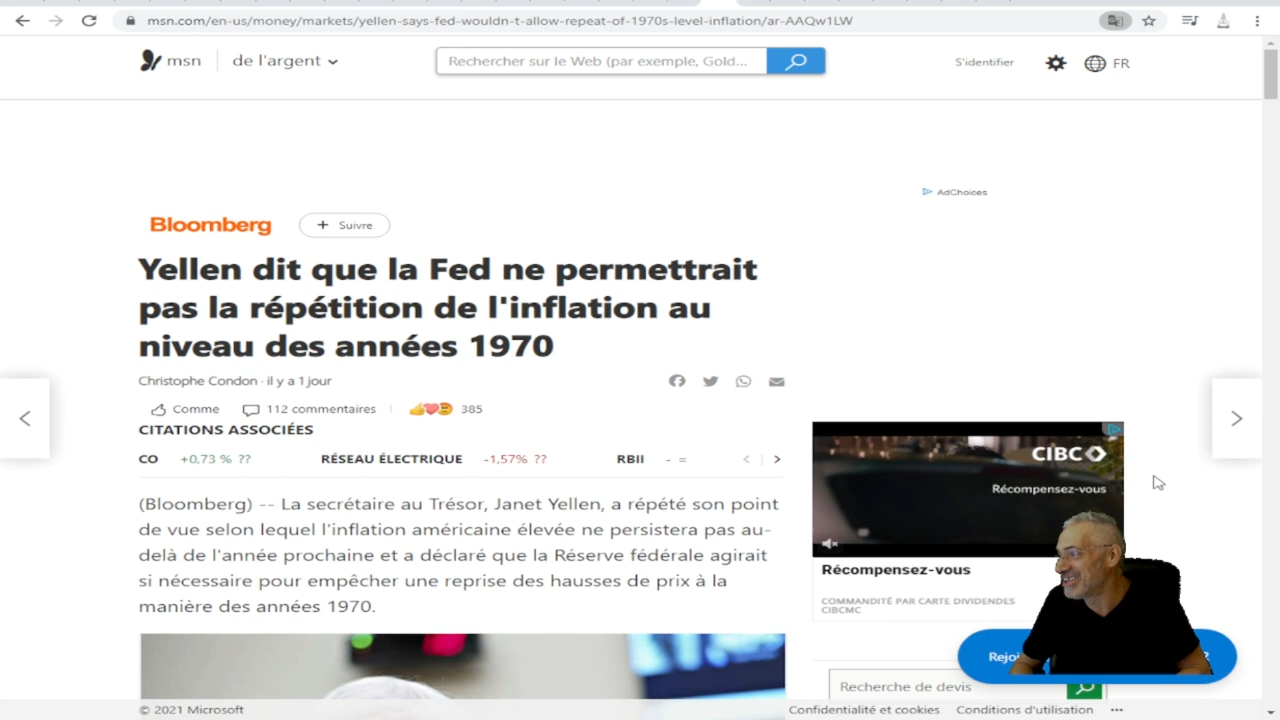 msn.com/en-us/money/markets/yellen-says-fed-wouldn-t-allow-repeat-of-1970s-level-inflation/ar-AAQw1LW
msn
de l'argent
Rechercher sur le Web (par exemple, Gold...
S'identifier
FR
AdChoices
Bloomberg
+ Suivre
Yellen dit que la Fed ne permettrait
pas la répétition de l'inflation au
niveau des années 1970
Christophe Condon · il y a 1 jour
Comme
112 commentaires
385
CITATIONS ASSOCIÉES
CO +0,73 % ??
RÉSEAU ÉLECTRIQUE -1,57% ??
RBII - =
(Bloomberg) -- La secrétaire au Trésor, Janet Yellen, a répété son point
de vue selon lequel l'inflation américaine élevée ne persistera pas au-
delà de l'année prochaine et a déclaré que la Réserve fédérale agirait
si nécessaire pour empêcher une reprise des hausses de prix à la
manière des années 1970.
CIBC
Récompensez-vous
Récompensez-vous
COMMANDITÉ PAR CARTE DIVIDENDES
CIBCMC
?
Recherche de devis
© 2021 Microsoft
Confidentialité et cookies
Conditions d'utilisation
...